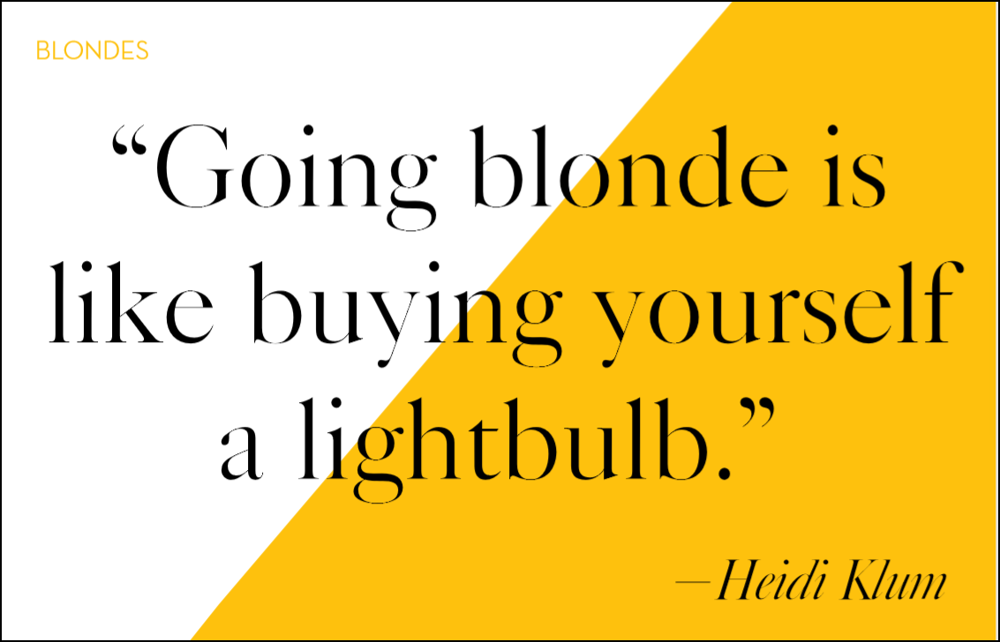 BLONDES
“Going blonde is
like buying yourself
a lightbulb.”
—Heidi Klum